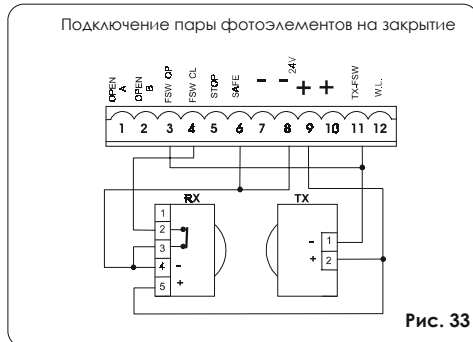 Подключение пары фотоэлементов на закрытие
OPEN A
OPEN B
FSW OP
FSW CL
STOP
SAFE
-
-
24V
+
+
TX-FSW
W.L.
1 2 3 4 5 6 7 8 9 10 11 12
RX
1
2
3
4 -
5 +
TX
- 1
+ 2
Рис. 33